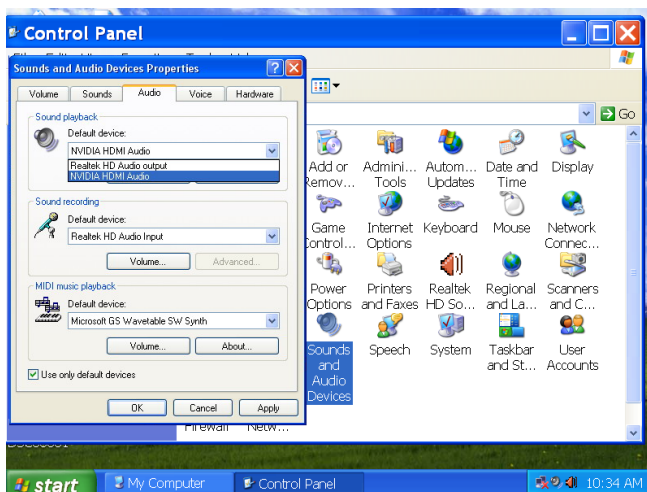 Control Panel
Sounds and Audio Devices Properties
Volume Sounds Audio Voice Hardware
Sound playback
Default device:
NVIDIA HDMI Audio
Realtek HD Audio output
NVIDIA HDMI Audio
Sound recording
Default device:
Realtek HD Audio Input
Volume... Advanced...
MIDI music playback
Default device:
Microsoft GS Wavetable SW Synth
Volume... About...
Use only default devices
OK Cancel Apply
Go
Add or Remov...
Admini... Tools
Autom... Updates
Date and Time
Display
Game Control...
Internet Options
Keyboard
Mouse
Network Connec...
Power Options
Printers and Faxes
Realtek HD So...
Regional and La...
Scanners and C...
Sounds and Audio Devices
Speech
System
Taskbar and St...
User Accounts
Firewall Netw...
start My Computer Control Panel 10:34 AM